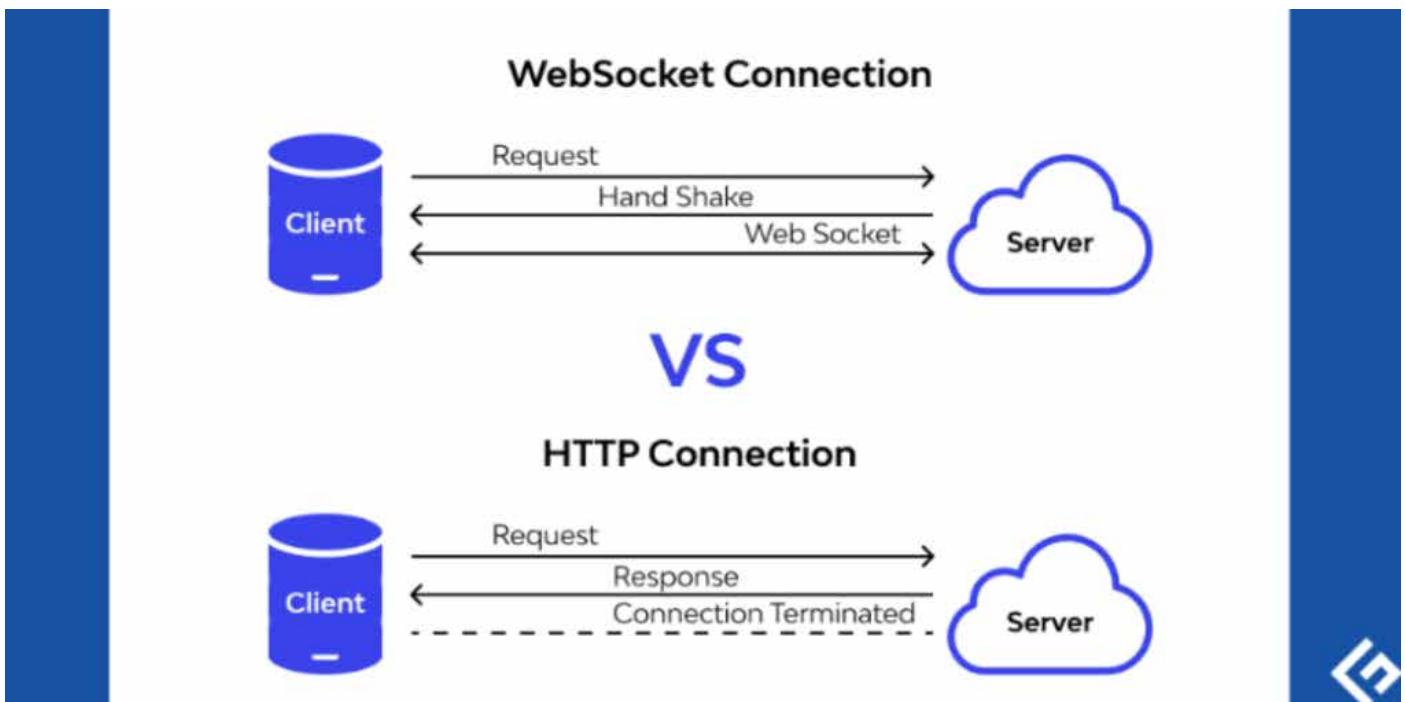 WebSocket Connection
Request
Hand Shake
Web Socket
Client
Server
VS
HTTP Connection
Request
Response
Connection Terminated
Client
Server